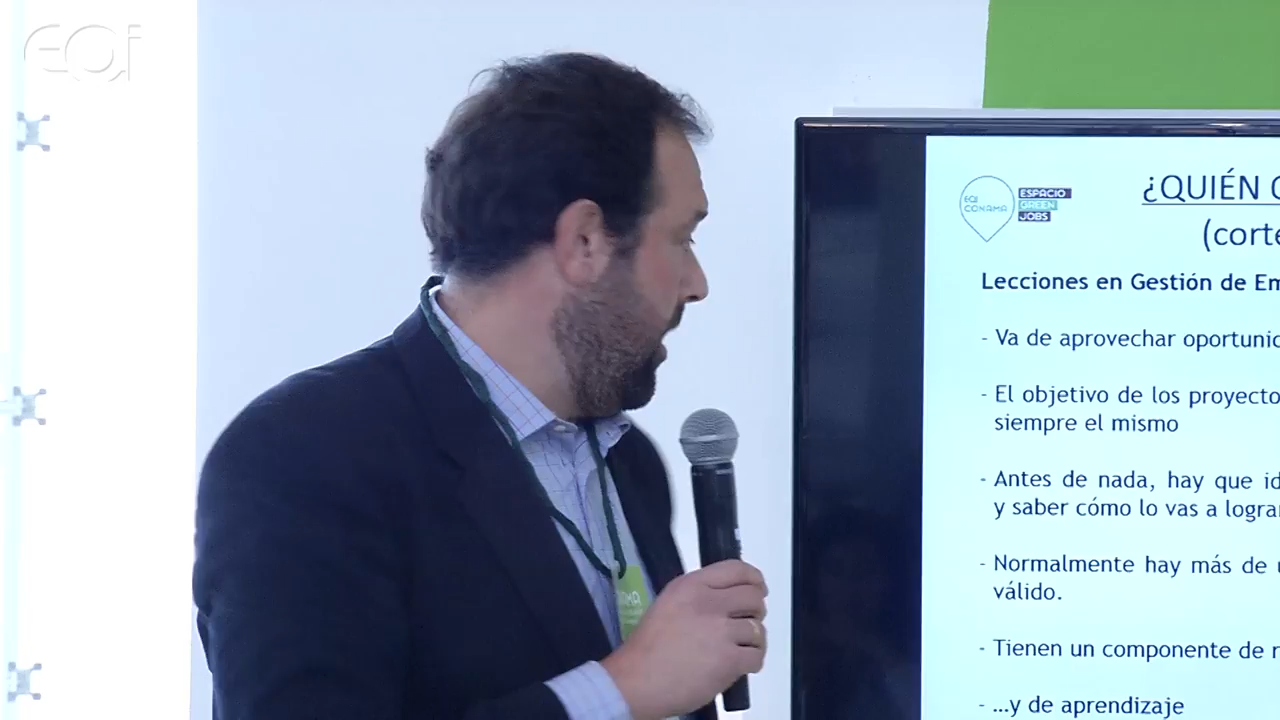 EOI
EOI
CONAMA
ESPACIO
GREEN
JOBS
¿QUIÉN
(corte
Lecciones en Gestión de Em
- Va de aprovechar oportunid
- El objetivo de los proyecto
siempre el mismo
- Antes de nada, hay que id
y saber cómo lo vas a lograr
- Normalmente hay más de u
válido.
- Tienen un componente de r
- ...y de aprendizaje